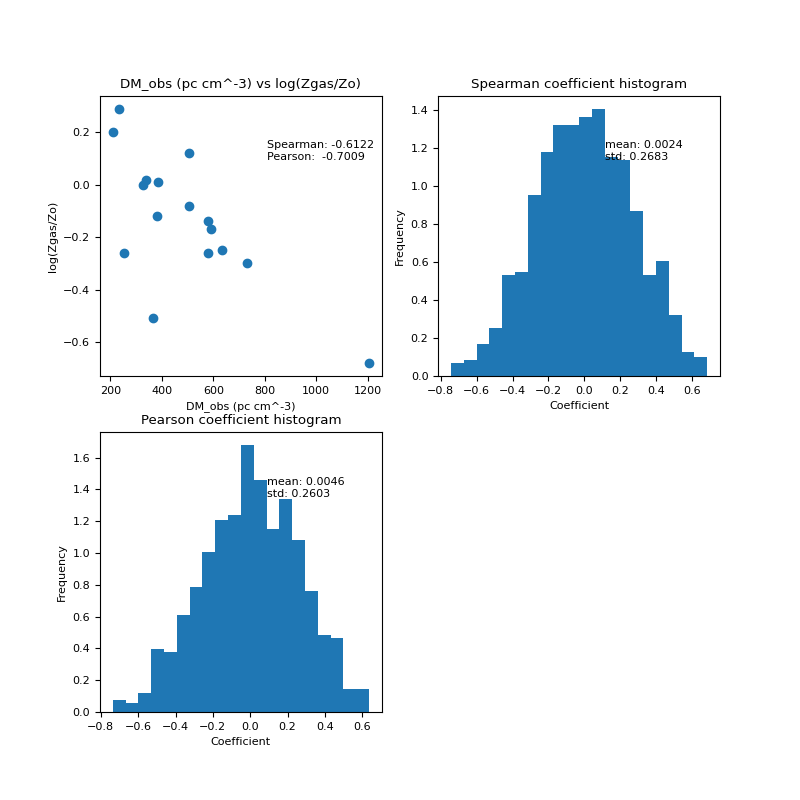 DM_obs (pc cm^-3) vs log(Zgas/Zo)
Spearman: -0.6122
Pearson:  -0.7009
0.2
0.0
−0.2
−0.4
−0.6
log(Zgas/Zo)
200 400 600 800 1000 1200
DM_obs (pc cm^-3)
Spearman coefficient histogram
mean: 0.0024
std: 0.2683
1.4
1.2
1.0
0.8
0.6
0.4
0.2
0.0
Frequency
−0.8 −0.6 −0.4 −0.2 0.0 0.2 0.4 0.6
Coefficient
Pearson coefficient histogram
mean: 0.0046
std: 0.2603
1.6
1.4
1.2
1.0
0.8
0.6
0.4
0.2
0.0
Frequency
−0.8 −0.6 −0.4 −0.2 0.0 0.2 0.4 0.6
Coefficient